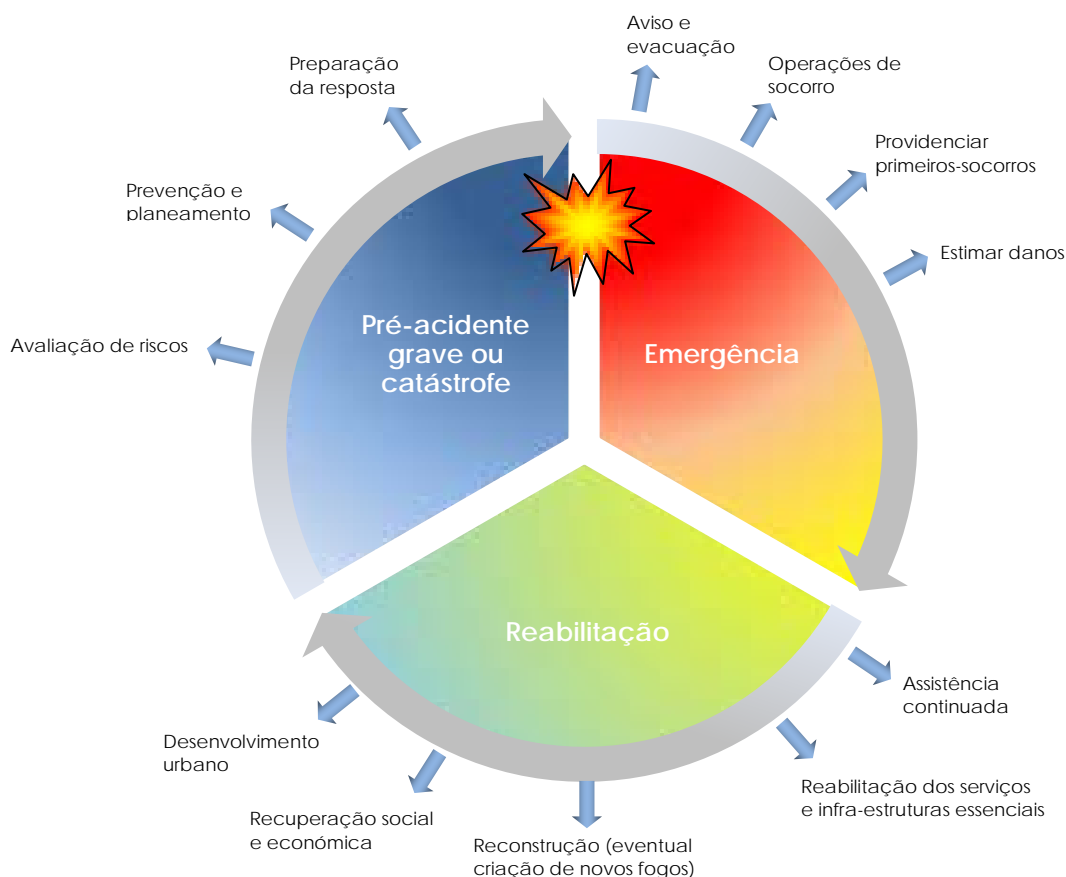 Aviso e
evacuação
Preparação
da resposta
Operações de
socorro
Providenciar
primeiros-socorros
Prevenção e
planeamento
Estimar danos
Pré-acidente
grave ou
catástrofe
Emergência
Avaliação de riscos
Reabilitação
Assistência
continuada
Desenvolvimento
urbano
Reabilitação dos serviços
e infra-estruturas essenciais
Recuperação social
e económica
Reconstrução (eventual
criação de novos fogos)